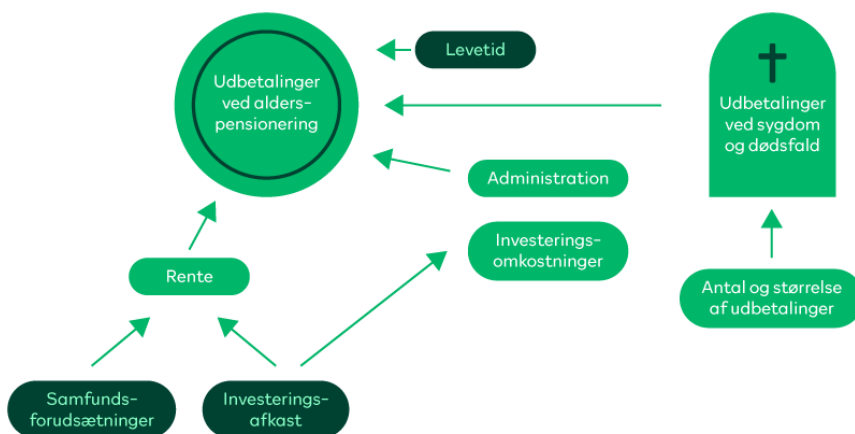 Levetid
Udbetalinger
ved alders-
pensionering
Udbetalinger
ved sygdom
og dødsfald
Administration
Investerings-
omkostninger
Rente
Antal og størrelse
af udbetalinger
Samfunds-
forudsætninger
Investerings-
afkast